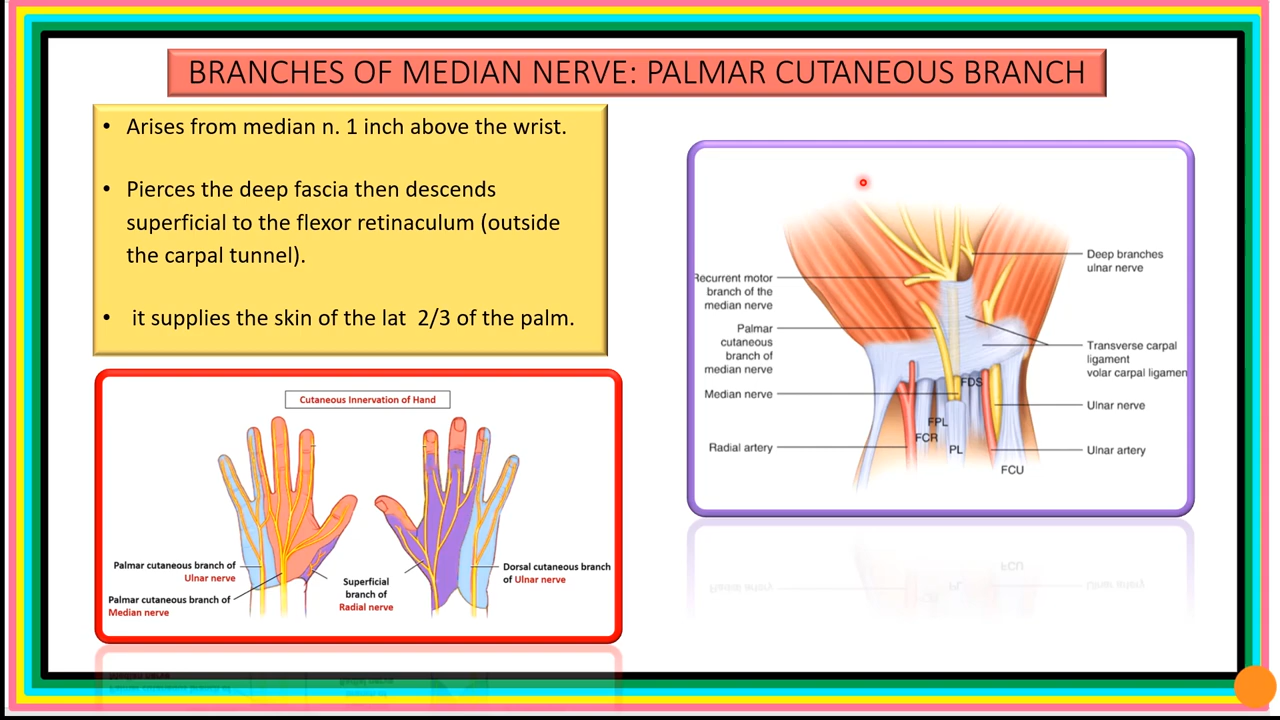 BRANCHES OF MEDIAN NERVE: PALMAR CUTANEOUS BRANCH
• Arises from median n. 1 inch above the wrist.
• Pierces the deep fascia then descends
superficial to the flexor retinaculum (outside
the carpal tunnel).
• it supplies the skin of the lat 2/3 of the palm.
Cutaneous Innervation of Hand
Palmar cutaneous branch of
Ulnar nerve
Palmar cutaneous branch of
Median nerve
Superficial
branch of
Radial nerve
Dorsal cutaneous branch
of Ulnar nerve
Recurrent motor
branch of the
median nerve
Palmar
cutaneous
branch of
median nerve
Median nerve
Radial artery
Deep branches
ulnar nerve
Transverse carpal
ligament
volar carpal ligamen
Ulnar nerve
Ulnar artery
FDS
FPL
FCR
PL
FCU